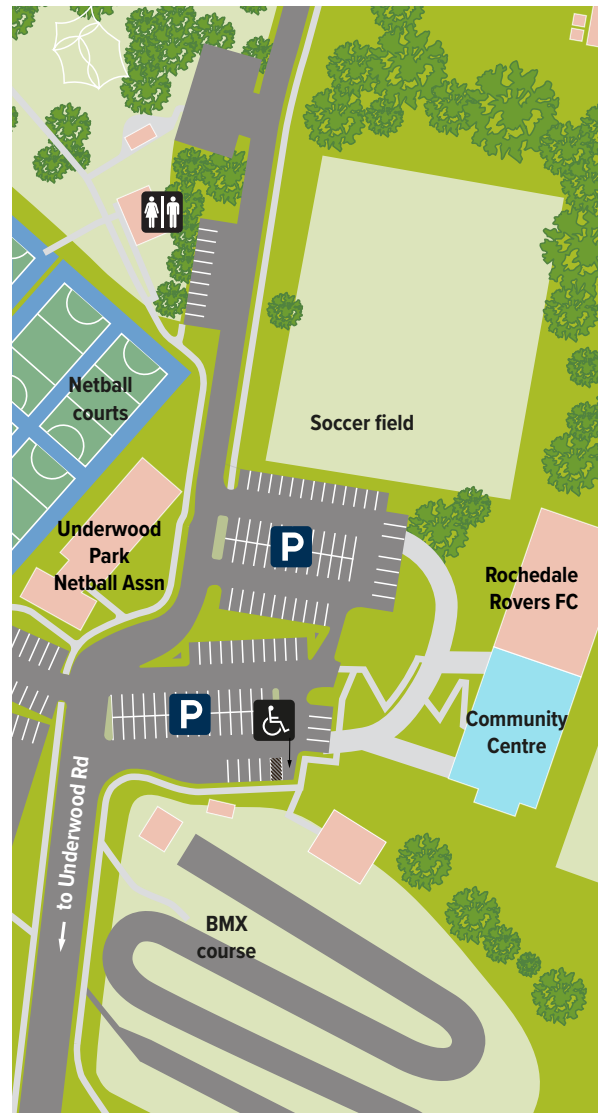 Netball
courts
Soccer field
Underwood
Park
Netball Assn
P
Rochedale
Rovers FC
P
Community
Centre
← to Underwood Rd
BMX
course